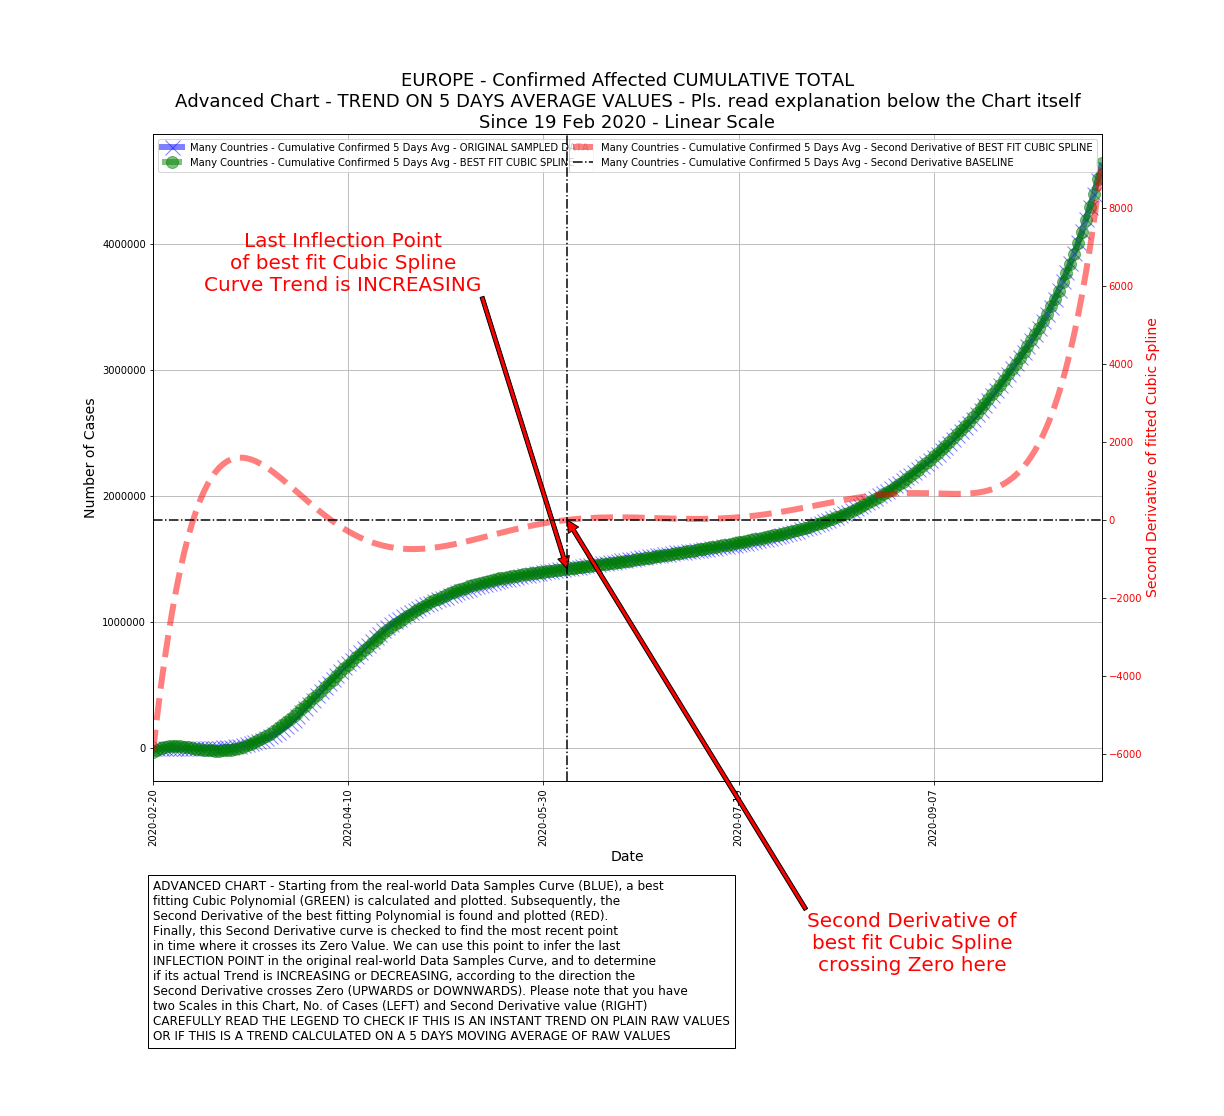 EUROPE - Confirmed Affected CUMULATIVE TOTAL
Advanced Chart - TREND ON 5 DAYS AVERAGE VALUES - Pls. read explanation below the Chart itself
Since 19 Feb 2020 - Linear Scale
Many Countries - Cumulative Confirmed 5 Days Avg - ORIGINAL SAMPLED DATA
Many Countries - Cumulative Confirmed 5 Days Avg - BEST FIT CUBIC SPLIN
Many Countries - Cumulative Confirmed 5 Days Avg - Second Derivative of BEST FIT CUBIC SPLINE
Many Countries - Cumulative Confirmed 5 Days Avg - Second Derivative BASELINE
Last Inflection Point
of best fit Cubic Spline
Curve Trend is INCREASING
Number of Cases
4000000
3000000
2000000
1000000
0
8000
6000
4000
2000
0
−2000
−4000
−6000
Second Derivative of fitted Cubic Spline
2020-02-20
2020-04-10
2020-05-30
2020-07-19
2020-09-07
Date
Second Derivative of
best fit Cubic Spline
crossing Zero here
ADVANCED CHART - Starting from the real-world Data Samples Curve (BLUE), a best
fitting Cubic Polynomial (GREEN) is calculated and plotted. Subsequently, the
Second Derivative of the best fitting Polynomial is found and plotted (RED).
Finally, this Second Derivative curve is checked to find the most recent point
in time where it crosses its Zero Value. We can use this point to infer the last
INFLECTION POINT in the original real-world Data Samples Curve, and to determine
if its actual Trend is INCREASING or DECREASING, according to the direction the
Second Derivative crosses Zero (UPWARDS or DOWNWARDS). Please note that you have
two Scales in this Chart, No. of Cases (LEFT) and Second Derivative value (RIGHT)
CAREFULLY READ THE LEGEND TO CHECK IF THIS IS AN INSTANT TREND ON PLAIN RAW VALUES
OR IF THIS IS A TREND CALCULATED ON A 5 DAYS MOVING AVERAGE OF RAW VALUES